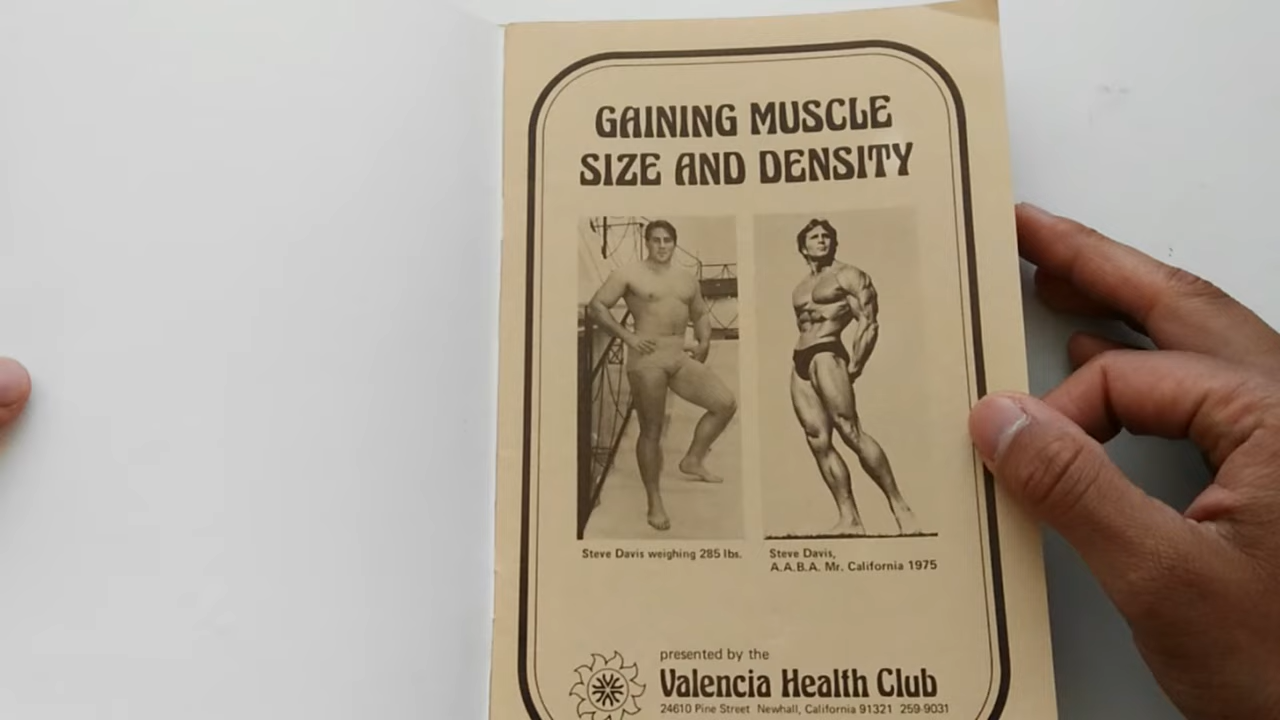 GAINING MUSCLE
SIZE AND DENSITY
Steve Davis weighing 285 lbs.
Steve Davis,
A.A.B.A. Mr. California 1975
presented by the
Valencia Health Club
24610 Pine Street Newhall, California 91321 259-9031